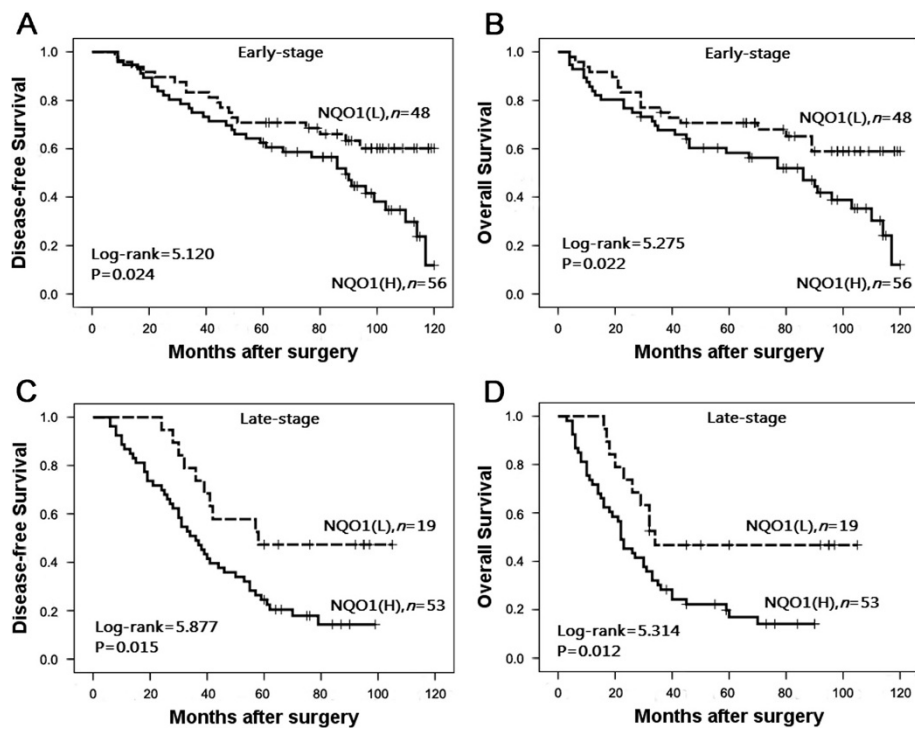 A
Early-stage
Disease-free Survival
1.0
0.8
0.6
0.4
0.2
0.0
NQO1(L),n=48
Log-rank=5.120
P=0.024
NQO1(H),n=56
0 20 40 60 80 100 120
Months after surgery
B
Early-stage
Overall Survival
1.0
0.8
0.6
0.4
0.2
0.0
NQO1(L),n=48
Log-rank=5.275
P=0.022
NQO1(H),n=56
0 20 40 60 80 100 120
Months after surgery
C
Late-stage
Disease-free Survival
1.0
0.8
0.6
0.4
0.2
0.0
NQO1(L),n=19
NQO1(H),n=53
Log-rank=5.877
P=0.015
0 20 40 60 80 100 120
Months after surgery
D
Late-stage
Overall Survival
1.0
0.8
0.6
0.4
0.2
0.0
NQO1(L),n=19
NQO1(H),n=53
Log-rank=5.314
P=0.012
0 20 40 60 80 100 120
Months after surgery